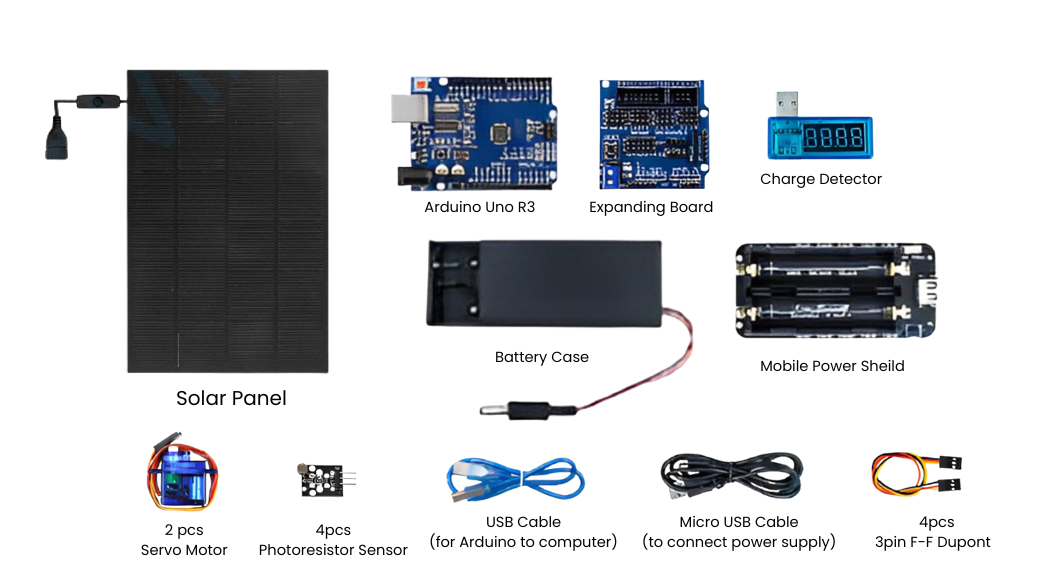 Arduino Uno R3
Expanding Board
Charge Detector
Battery Case
Mobile Power Sheild
Solar Panel
2 pcs
Servo Motor
4pcs
Photoresistor Sensor
USB Cable
(for Arduino to computer)
Micro USB Cable
(to connect power supply)
4pcs
3pin F-F Dupont